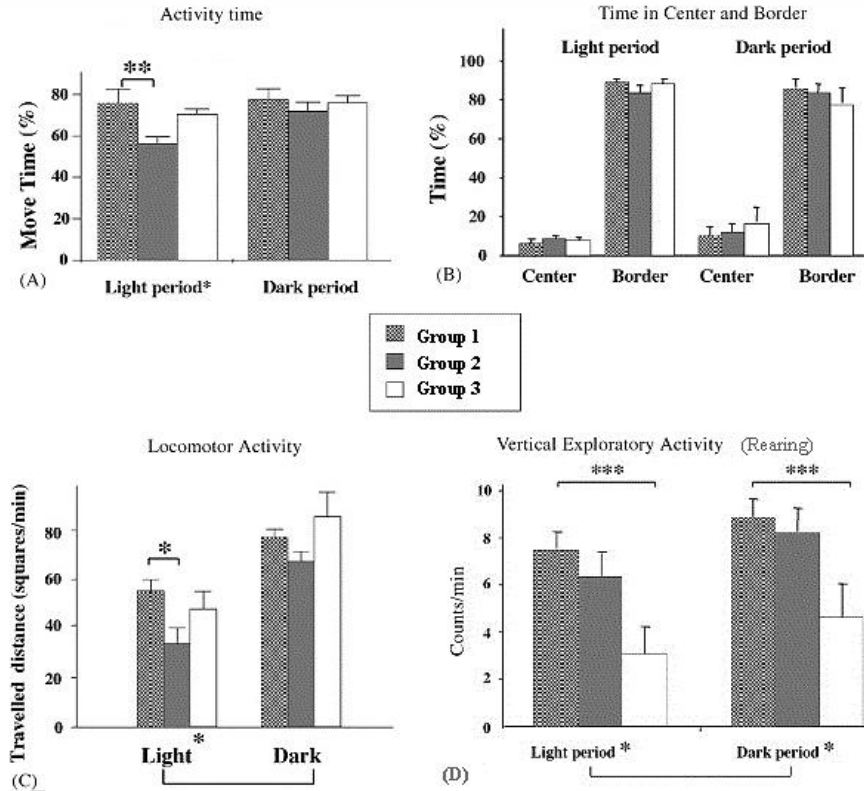 Activity time
**
80
60
40
20
0
Move Time (%)
Light period* Dark period
(A)
Time in Center and Border
Light period Dark period
100
80
60
40
20
0
Time (%)
Center Border Center Border
(B)
Group 1
Group 2
Group 3
Locomotor Activity
*
80
60
40
20
0
Travelled distance (squares/min)
Light * Dark
(C)
Vertical Exploratory Activity (Rearing)
*** ***
10
8
6
4
2
0
Counts/min
Light period * Dark period *
(D)